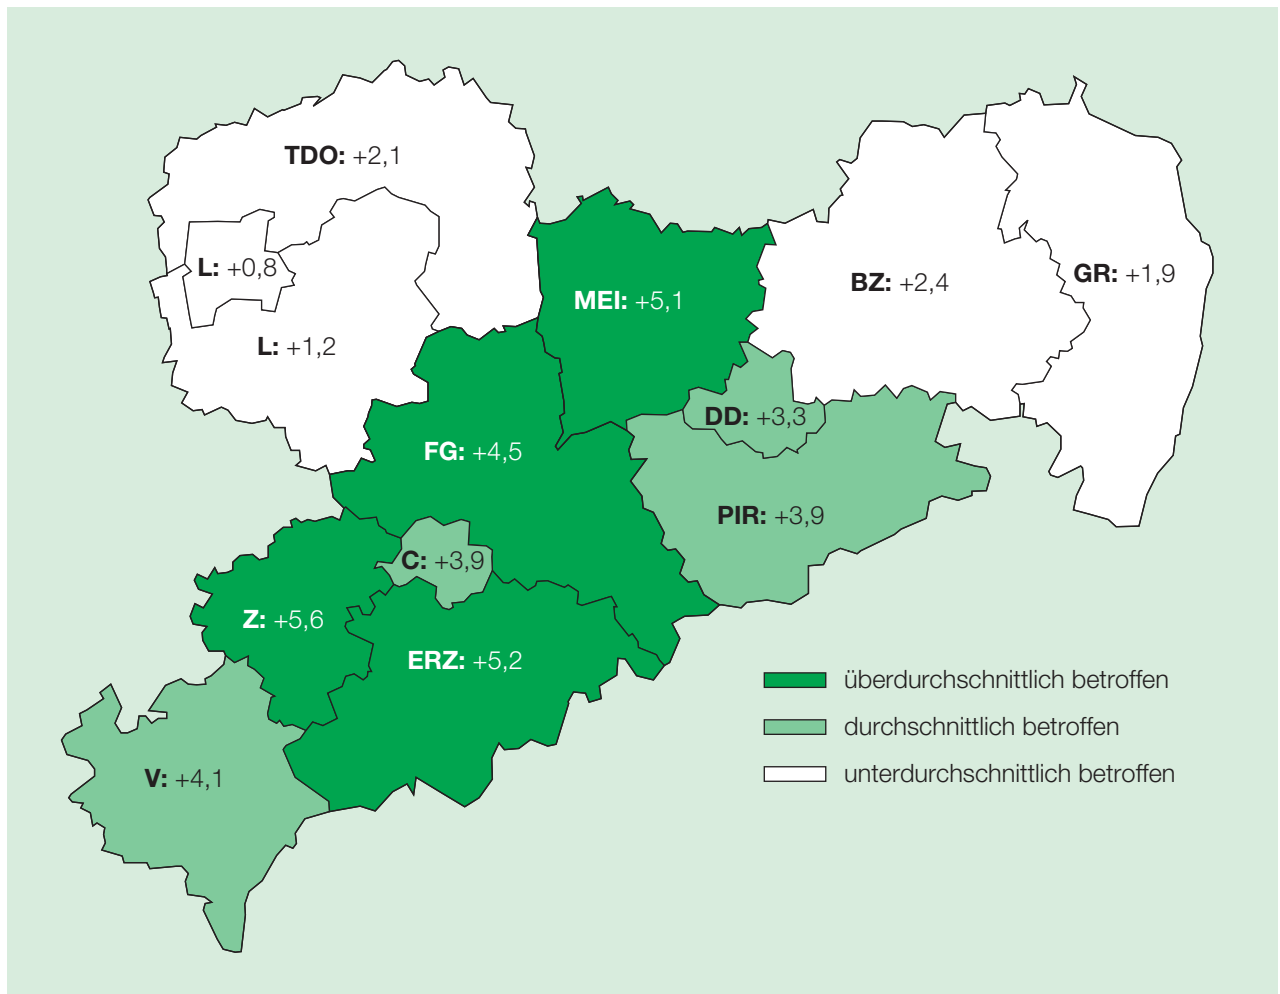 TDO: +2,1
L: +0,8
MEI: +5,1
BZ: +2,4
GR: +1,9
L: +1,2
DD: +3,3
FG: +4,5
PIR: +3,9
C: +3,9
Z: +5,6
ERZ: +5,2
V: +4,1
überdurchschnittlich betroffen
durchschnittlich betroffen
unterdurchschnittlich betroffen